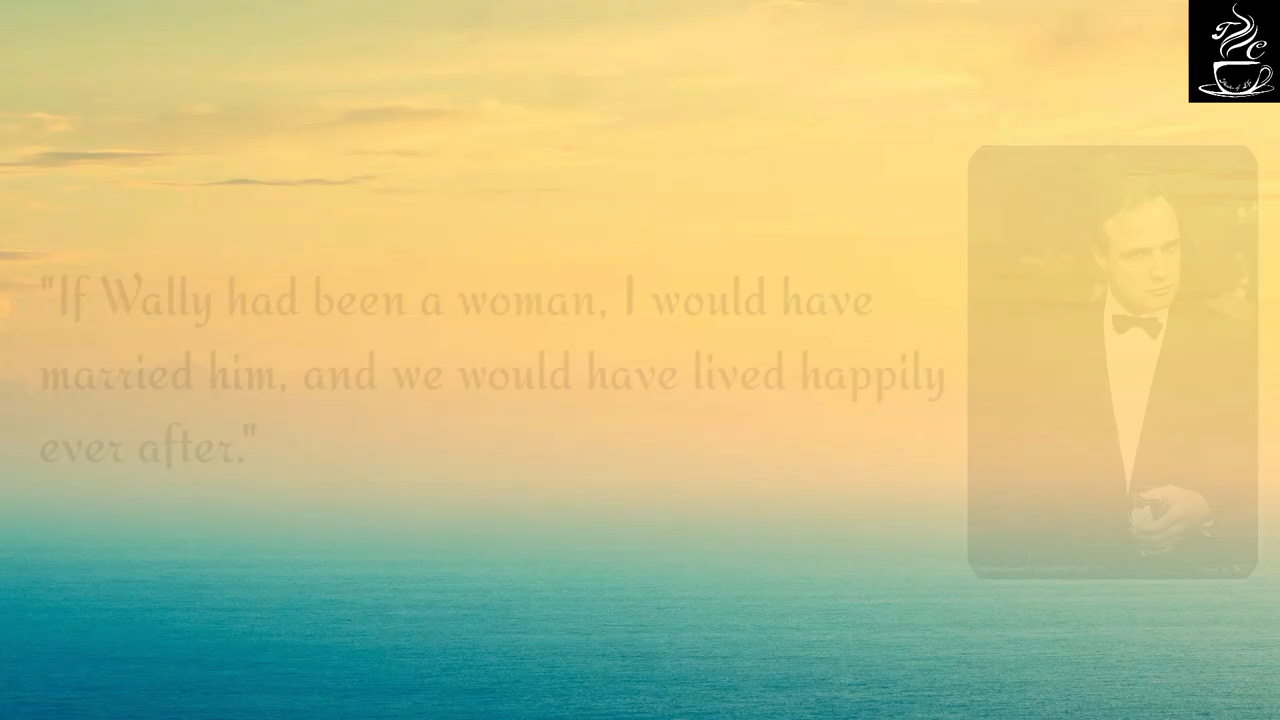 "If Wally had been a woman, I would have
married him, and we would have lived happily
ever after."
T C